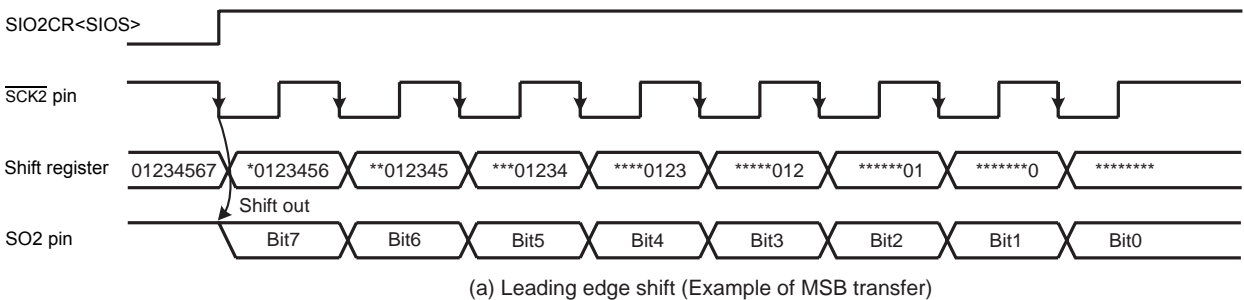 SIO2CR<SIOS>
SCK2 pin
Shift register 01234567 *0123456 **012345 ***01234 ****0123 *****012 ******01 *******0 ********
Shift out
SO2 pin Bit7 Bit6 Bit5 Bit4 Bit3 Bit2 Bit1 Bit0
(a) Leading edge shift (Example of MSB transfer)